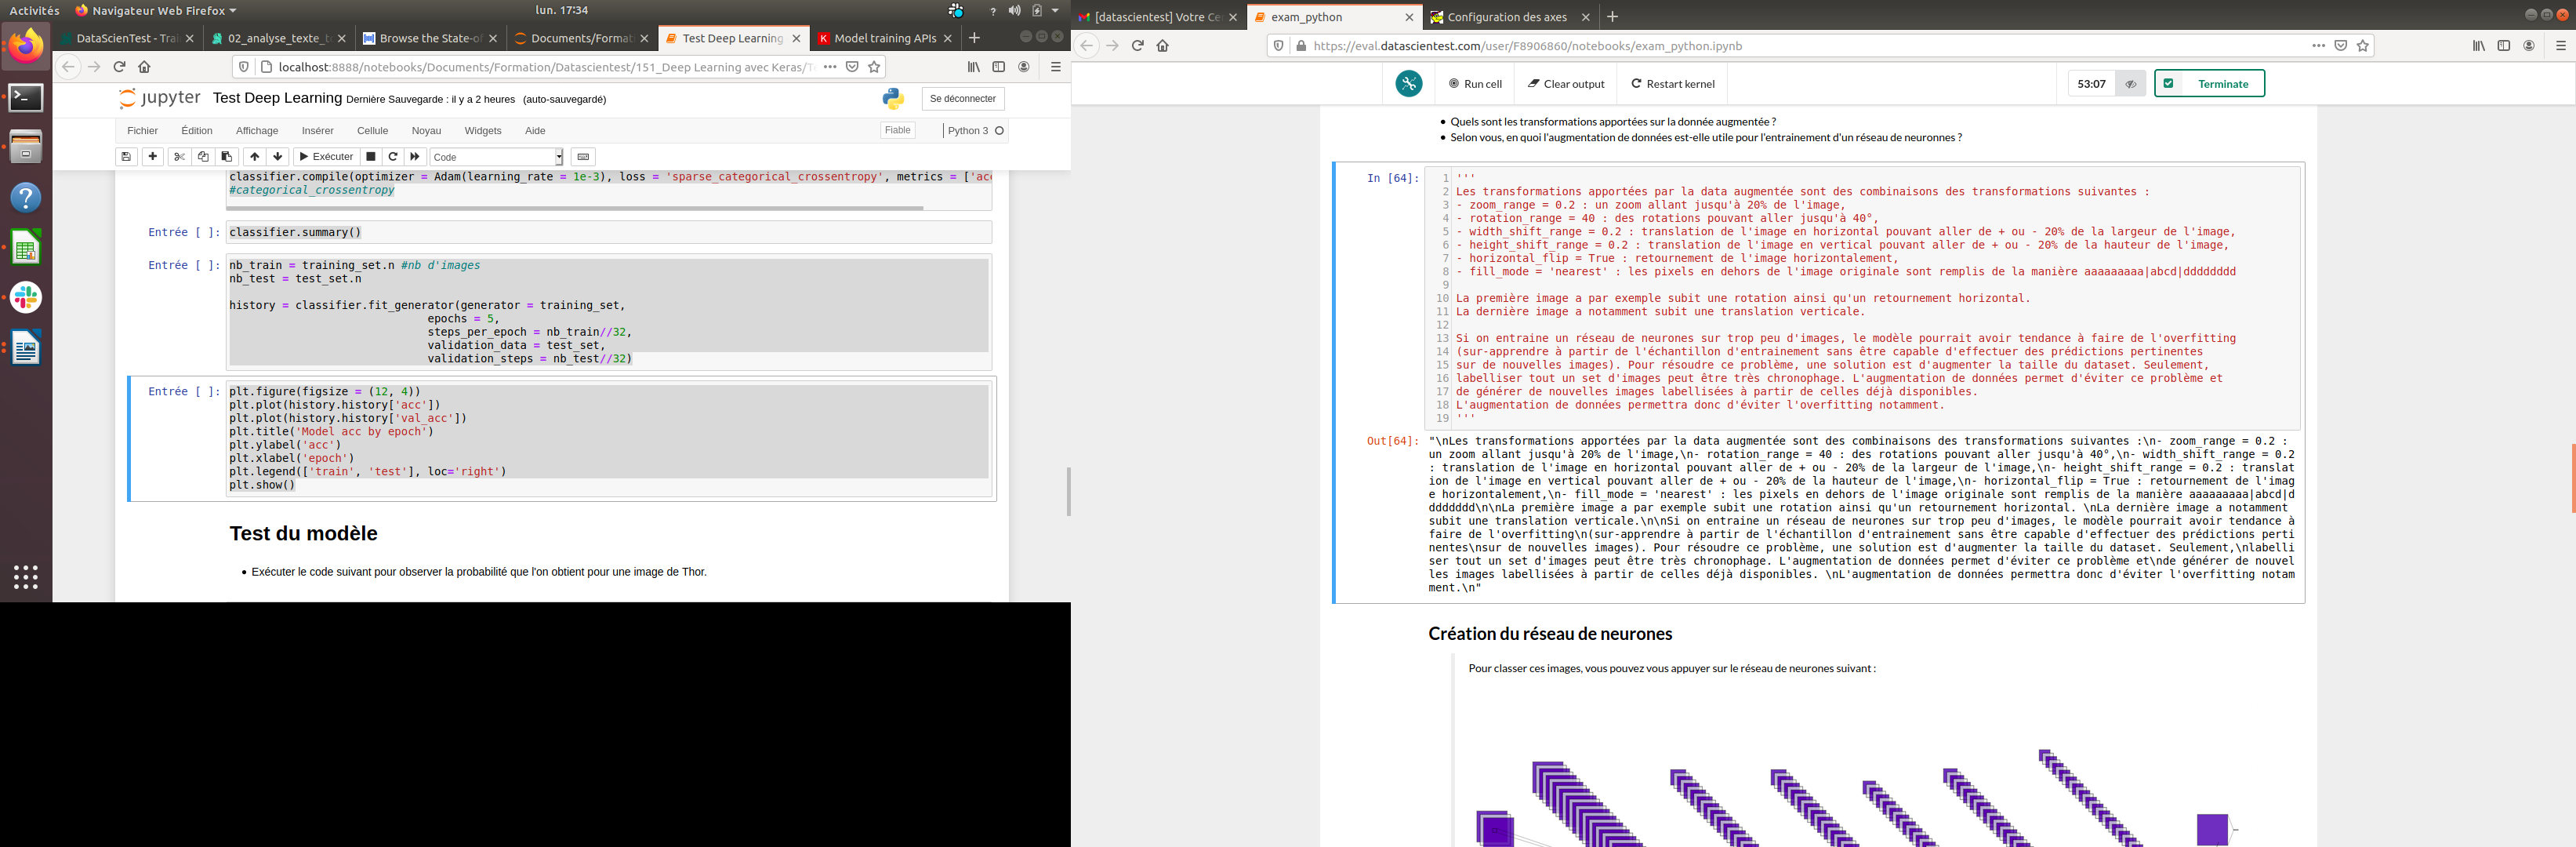 Activités
Navigateur Web Firefox
lun. 17:34
DataScienTest - Trai
02_analyse_texte_t
Browse the State-o
Documents/Format
Test Deep Learning
Model training APIs
localhost:8888/notebooks/Documents/Formation/Datascientest/151_Deep Learning avec Keras/T
jupyter
Test Deep Learning Dernière Sauvegarde : il y a 2 heures (auto-sauvegardé)
Se déconnecter
Fichier Édition Affichage Insérer Cellule Noyau Widgets Aide
Fiable
Python 3
Exécuter
Code
classifier.compile(optimizer = Adam(learning_rate = 1e-3), loss = 'sparse_categorical_crossentropy', metrics = ['acc
#categorical_crossentropy
Entrée [ ]: classifier.summary()
Entrée [ ]: nb_train = training_set.n #nb d'images
nb_test = test_set.n
history = classifier.fit_generator(generator = training_set,
epochs = 5,
steps_per_epoch = nb_train//32,
validation_data = test_set,
validation_steps = nb_test//32)
Entrée [ ]: plt.figure(figsize = (12, 4))
plt.plot(history.history['acc'])
plt.plot(history.history['val_acc'])
plt.title('Model acc by epoch')
plt.ylabel('acc')
plt.xlabel('epoch')
plt.legend(['train', 'test'], loc='right')
plt.show()
Test du modèle
Exécuter le code suivant pour observer la probabilité que l'on obtient pour une image de Thor.
[datascientest] Votre Ce
exam_python
Configuration des axes
https://eval.datascientest.com/user/F8906860/notebooks/exam_python.ipynb
Run cell
Clear output
Restart kernel
53:07
Terminate
Quels sont les transformations apportées sur la donnée augmentée ?
Selon vous, en quoi l'augmentation de données est-elle utile pour l'entrainement d'un réseau de neuronnes ?
In [64]: 1 '''
2 Les transformations apportées par la data augmentée sont des combinaisons des transformations suivantes :
3 - zoom_range = 0.2 : un zoom allant jusqu'à 20% de l'image,
4 - rotation_range = 40 : des rotations pouvant aller jusqu'à 40°,
5 - width_shift_range = 0.2 : translation de l'image en horizontal pouvant aller de + ou - 20% de la largeur de l'image,
6 - height_shift_range = 0.2 : translation de l'image en vertical pouvant aller de + ou - 20% de la hauteur de l'image,
7 - horizontal_flip = True : retournement de l'image horizontalement,
8 - fill_mode = 'nearest' : les pixels en dehors de l'image originale sont remplis de la manière aaaaaaaaa|abcd|dddddddd
9
10 La première image a par exemple subit une rotation ainsi qu'un retournement horizontal.
11 La dernière image a notamment subit une translation verticale.
12
13 Si on entraine un réseau de neurones sur trop peu d'images, le modèle pourrait avoir tendance à faire de l'overfitting
14 (sur-apprendre à partir de l'échantillon d'entrainement sans être capable d'effectuer des prédictions pertinentes
15 sur de nouvelles images). Pour résoudre ce problème, une solution est d'augmenter la taille du dataset. Seulement,
16 labelliser tout un set d'images peut être très chronophage. L'augmentation de données permet d'éviter ce problème et
17 de générer de nouvelles images labellisées à partir de celles déjà disponibles.
18 L'augmentation de données permettra donc d'éviter l'overfitting notamment.
19 '''
Out[64]: "\nLes transformations apportées par la data augmentée sont des combinaisons des transformations suivantes :\n- zoom_range = 0.2 :
un zoom allant jusqu'à 20% de l'image,\n- rotation_range = 40 : des rotations pouvant aller jusqu'à 40°,\n- width_shift_range = 0.2
: translation de l'image en horizontal pouvant aller de + ou - 20% de la largeur de l'image,\n- height_shift_range = 0.2 : translat
ion de l'image en vertical pouvant aller de + ou - 20% de la hauteur de l'image,\n- horizontal_flip = True : retournement de l'imag
e horizontalement,\n- fill_mode = 'nearest' : les pixels en dehors de l'image originale sont remplis de la manière aaaaaaaaa|abcd|d
ddddddd\n\nLa première image a par exemple subit une rotation ainsi qu'un retournement horizontal. \nLa dernière image a notamment
subit une translation verticale.\n\nSi on entraine un réseau de neurones sur trop peu d'images, le modèle pourrait avoir tendance à
faire de l'overfitting\n(sur-apprendre à partir de l'échantillon d'entrainement sans être capable d'effectuer des prédictions perti
nentes\nsur de nouvelles images). Pour résoudre ce problème, une solution est d'augmenter la taille du dataset. Seulement,\nlabelli
ser tout un set d'images peut être très chronophage. L'augmentation de données permet d'éviter ce problème et\nde générer de nouvel
les images labellisées à partir de celles déjà disponibles. \nL'augmentation de données permettra donc d'éviter l'overfitting notam
ment.\n"
Création du réseau de neurones
Pour classer ces images, vous pouvez vous appuyer sur le réseau de neurones suivant :